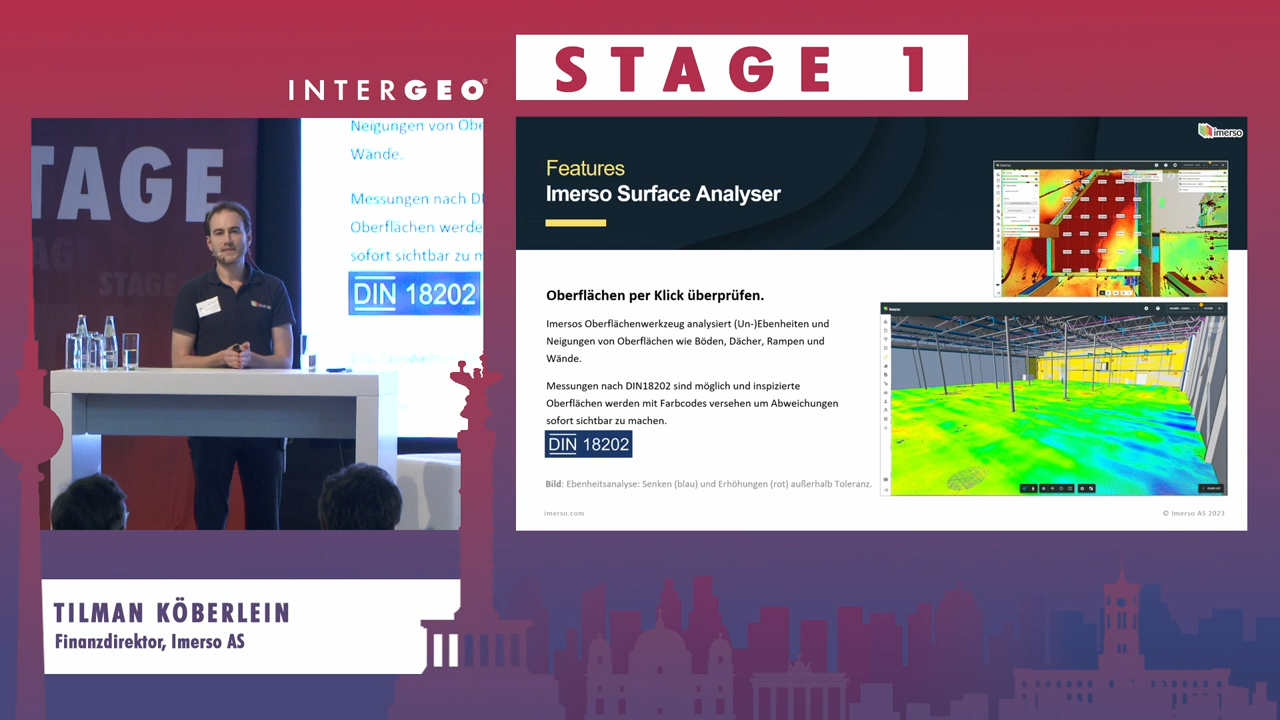 STAGE 1
INTERGEO®
TAGE
STAGE
Neigungen von Obe
Wände.
Messungen nach DI
Oberflächen werde
sofort sichtbar zu m
DIN 18202
imerso
Features
Imerso Surface Analyser
Oberflächen per Klick überprüfen.
Imersos Oberflächenwerkzeug analysiert (Un-)Ebenheiten und
Neigungen von Oberflächen wie Böden, Dächer, Rampen und
Wände.
Messungen nach DIN18202 sind möglich und inspizierte
Oberflächen werden mit Farbcodes versehen um Abweichungen
sofort sichtbar zu machen.
DIN 18202
Bild: Ebenheitsanalyse: Senken (blau) und Erhöhungen (rot) außerhalb Toleranz.
imerso.com
© Imerso AS 2023
TILMAN KÖBERLEIN
Finanzdirektor, Imerso AS